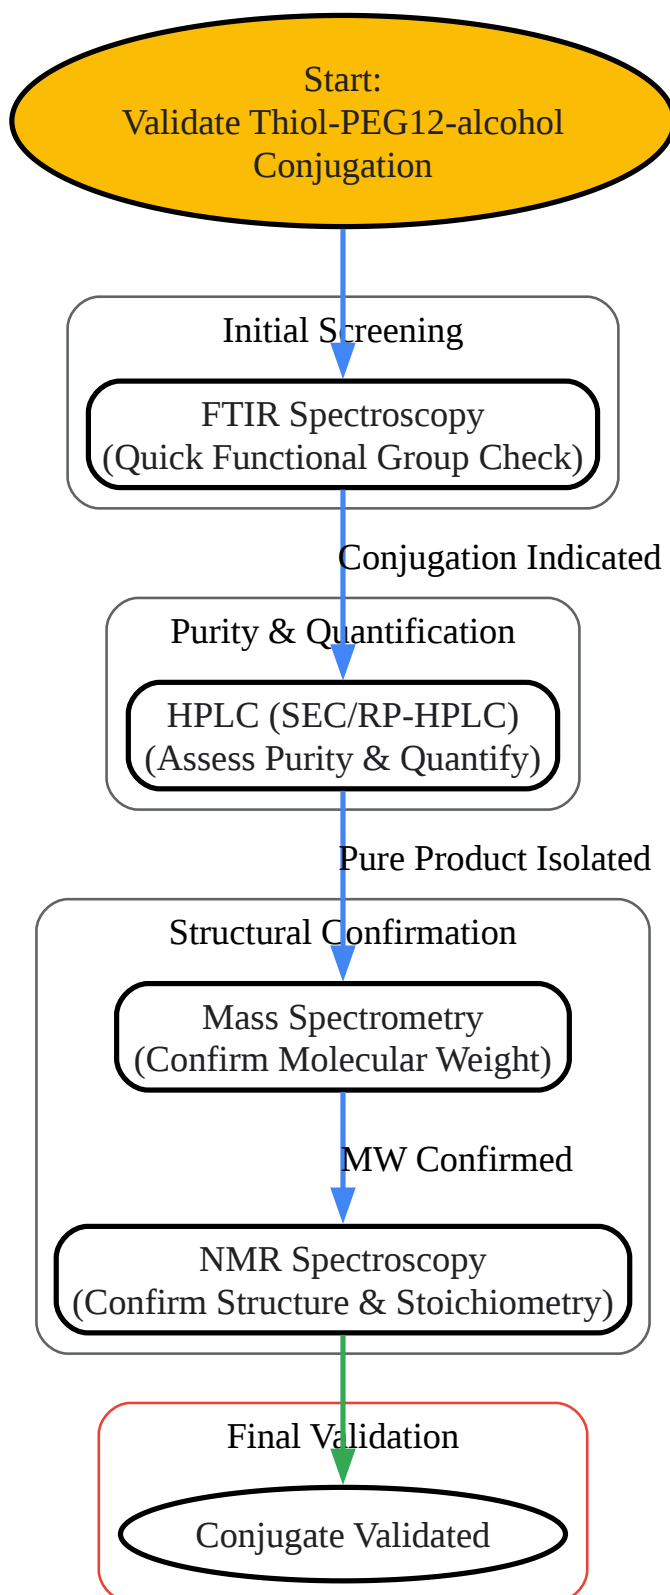 Start:
Validate Thiol-PEG12-alcohol
Conjugation
Initial Screening
FTIR Spectroscopy
(Quick Functional Group Check)
Conjugation Indicated
Purity & Quantification
HPLC (SEC/RP-HPLC)
(Assess Purity & Quantify)
Pure Product Isolated
Structural Confirmation
Mass Spectrometry
(Confirm Molecular Weight)
MW Confirmed
NMR Spectroscopy
(Confirm Structure & Stoichiometry)
Final Validation
Conjugate Validated